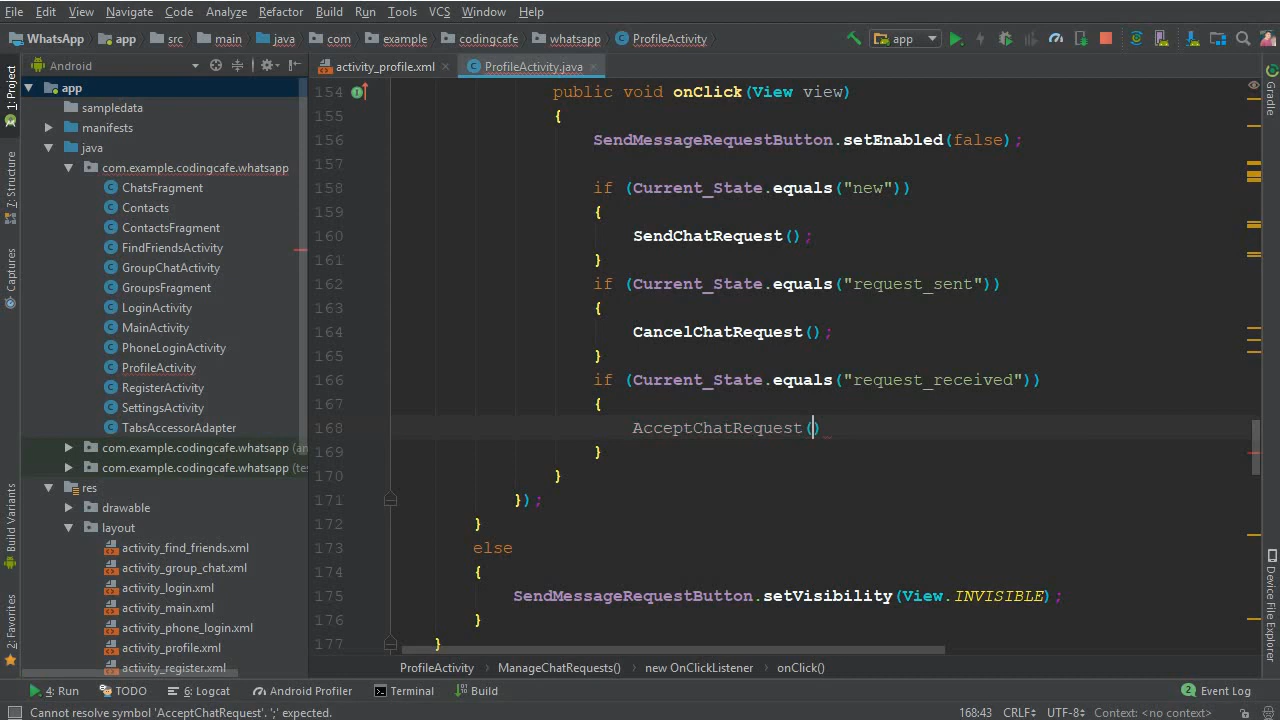 File Edit View Navigate Code Analyze Refactor Build Run Tools VCS Window Help
WhatsApp app src main java com example codingcafe whatsapp ProfileActivity app
Android
activity_profile.xml ProfileActivity.java
1: Project
7: Structure
Captures
Build Variants
2: Favorites
app
sampledata
manifests
java
com.example.codingcafe.whatsapp
ChatsFragment
Contacts
ContactsFragment
FindFriendsActivity
GroupChatActivity
GroupsFragment
LoginActivity
MainActivity
PhoneLoginActivity
ProfileActivity
RegisterActivity
SettingsActivity
TabsAccessorAdapter
com.example.codingcafe.whatsapp (an
com.example.codingcafe.whatsapp (te
res
drawable
layout
activity_find_friends.xml
activity_group_chat.xml
activity_login.xml
activity_main.xml
activity_phone_login.xml
activity_profile.xml
activity_register.xml
154 public void onClick(View view)
155 {
156 SendMessageRequestButton.setEnabled(false);
157
158 if (Current_State.equals("new"))
159 {
160 SendChatRequest();
161 }
162 if (Current_State.equals("request_sent"))
163 {
164 CancelChatRequest();
165 }
166 if (Current_State.equals("request_received"))
167 {
168 AcceptChatRequest()
169 }
170 }
171 });
172 }
173 else
174 {
175 SendMessageRequestButton.setVisibility(View.INVISIBLE);
176 }
177 }
Gradle
Device File Explorer
ProfileActivity ManageChatRequests() new OnClickListener onClick()
4: Run TODO 6: Logcat Android Profiler Terminal Build 2 Event Log
Cannot resolve symbol 'AcceptChatRequest'. ';' expected. 168:43 CRLF UTF-8 Context: <no context>